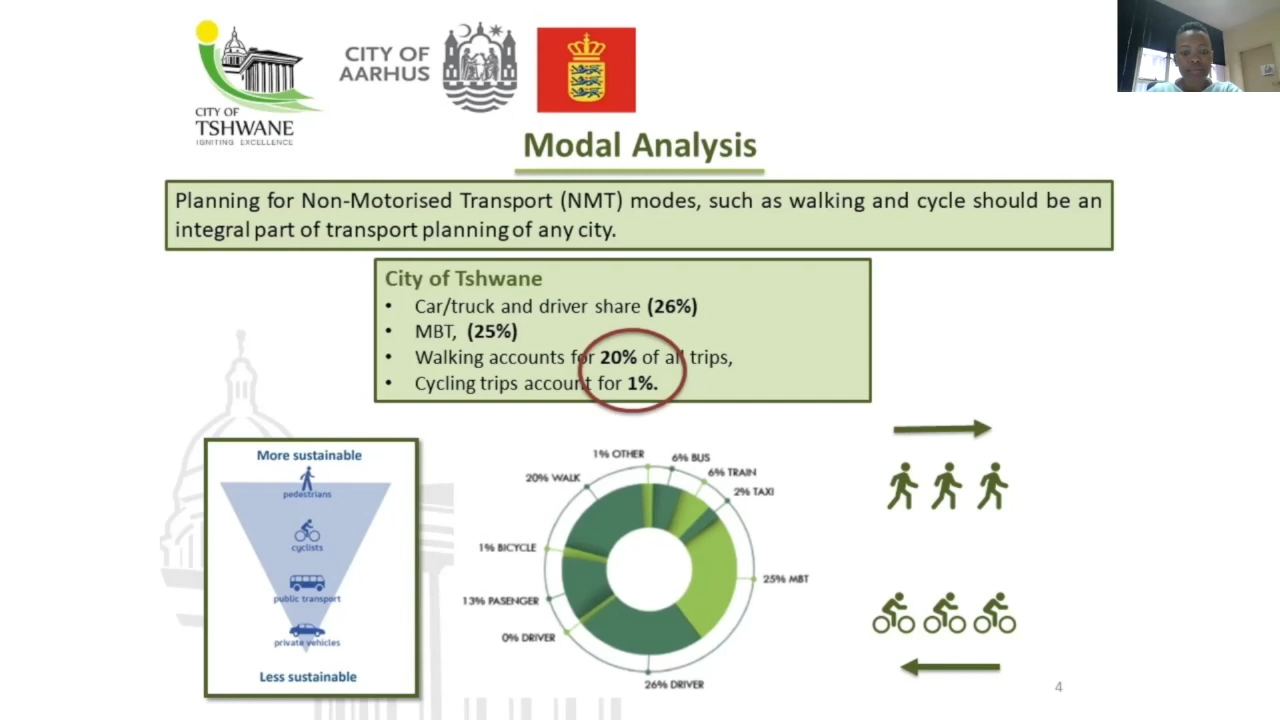 CITY OF
TSHWANE
IGNITING EXCELLENCE
CITY OF
AARHUS
Modal Analysis
Planning for Non-Motorised Transport (NMT) modes, such as walking and cycle should be an
integral part of transport planning of any city.
City of Tshwane
• Car/truck and driver share (26%)
• MBT, (25%)
• Walking accounts for 20% of all trips,
• Cycling trips account for 1%.
More sustainable
pedestrians
cyclists
public transport
private vehicles
Less sustainable
1% OTHER
6% BUS
6% TRAIN
2% TAXI
20% WALK
1% BICYCLE
25% MBT
13% PASENGER
0% DRIVER
26% DRIVER
4